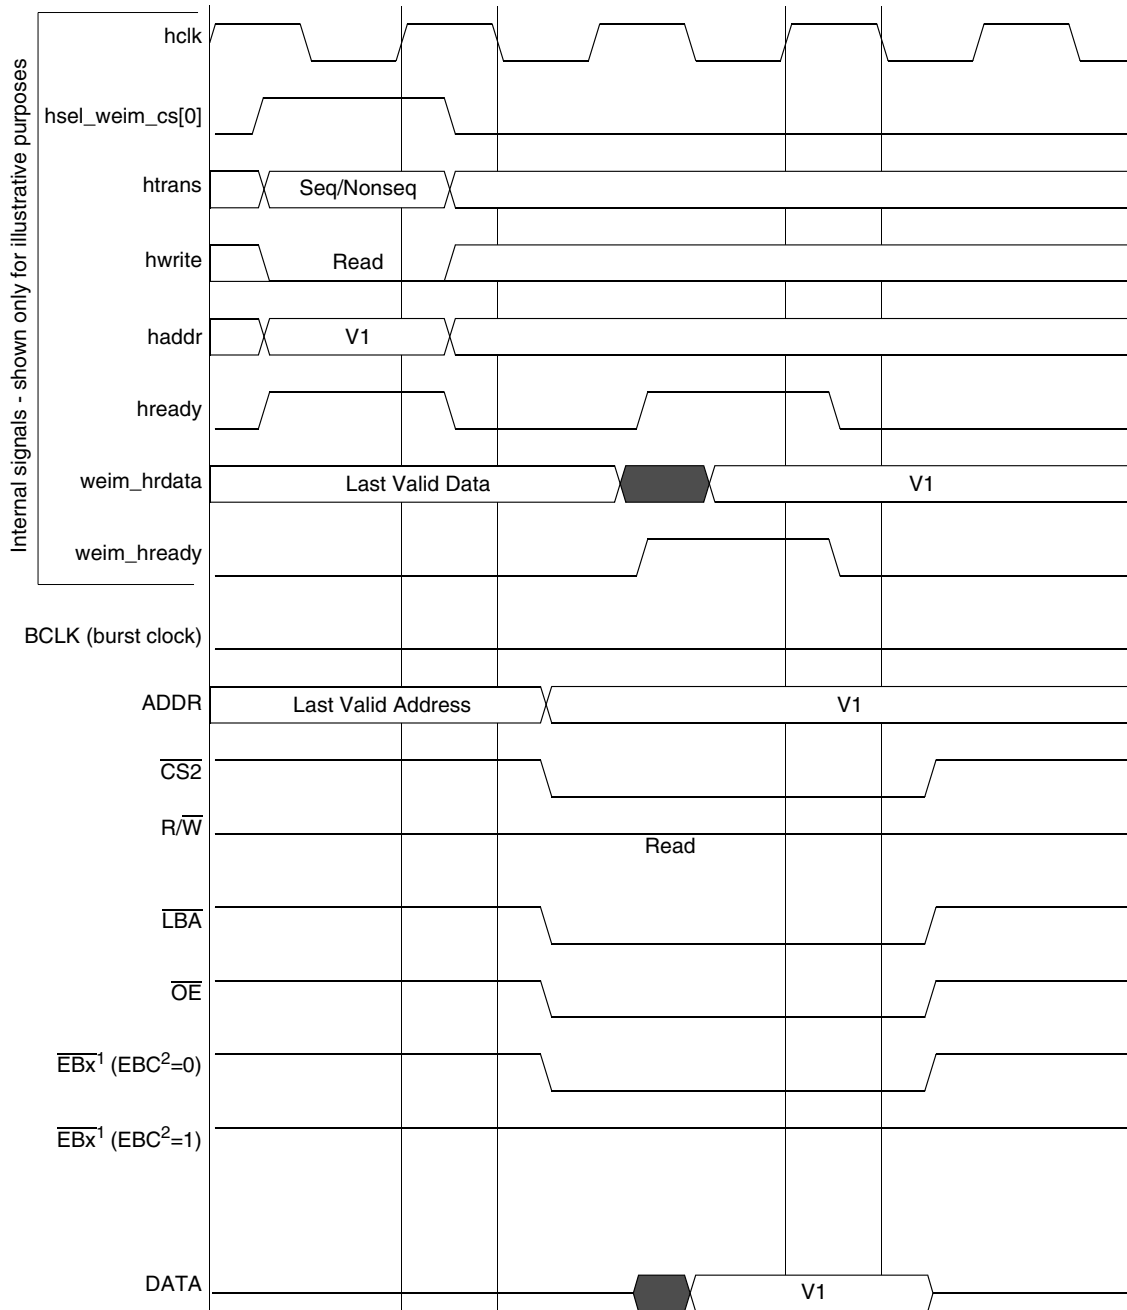 Internal signals - shown only for illustrative purposes
hclk
hsel_weim_cs[0]
htrans Seq/Nonseq
hwrite Read
haddr V1
hready
weim_hrdata Last Valid Data V1
weim_hready
BCLK (burst clock)
ADDR Last Valid Address V1
CS2
R/W
Read
LBA
OE
EBx1 (EBC2=0)
EBx1 (EBC2=1)
DATA V1